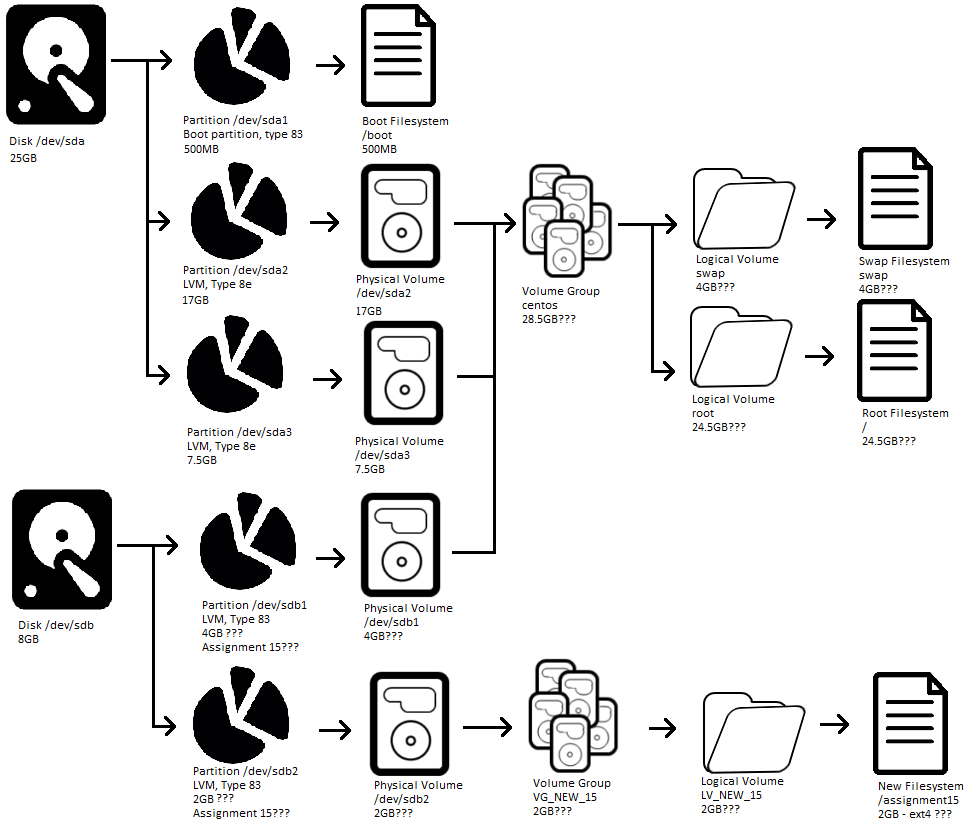 Disk /dev/sda
25GB
Partition /dev/sda1
Boot partition, type 83
500MB
Boot Filesystem
/boot
500MB
Partition /dev/sda2
LVM, Type 8e
17GB
Physical Volume
/dev/sda2
17GB
Volume Group
centos
28.5GB???
Logical Volume
swap
4GB???
Swap Filesystem
swap
4GB???
Partition /dev/sda3
LVM, Type 8e
7.5GB
Physical Volume
/dev/sda3
7.5GB
Logical Volume
root
24.5GB???
Root Filesystem
/
24.5GB???
Disk /dev/sdb
8GB
Partition /dev/sdb1
LVM, Type 83
4GB ???
Assignment 15???
Physical Volume
/dev/sdb1
4GB???
Partition /dev/sdb2
LVM, Type 83
2GB ???
Assignment 15???
Physical Volume
/dev/sdb2
2GB???
Volume Group
VG_NEW_15
2GB???
Logical Volume
LV_NEW_15
2GB???
New Filesystem
/assignment15
2GB - ext4 ???